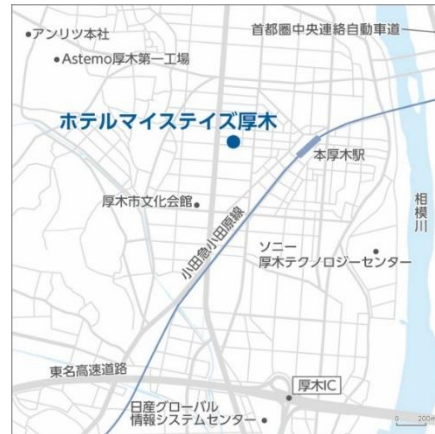 アンリツ本社
首都圏中央連絡自動車道
Astemo厚木第一工場
ホテルマイステイズ厚木
本厚木駅
厚木市文化会館
相模川
小田急小田原線
ソニー
厚木テクノロジーセンター
東名高速道路
厚木IC
日産グローバル
情報システムセンター
0 200m